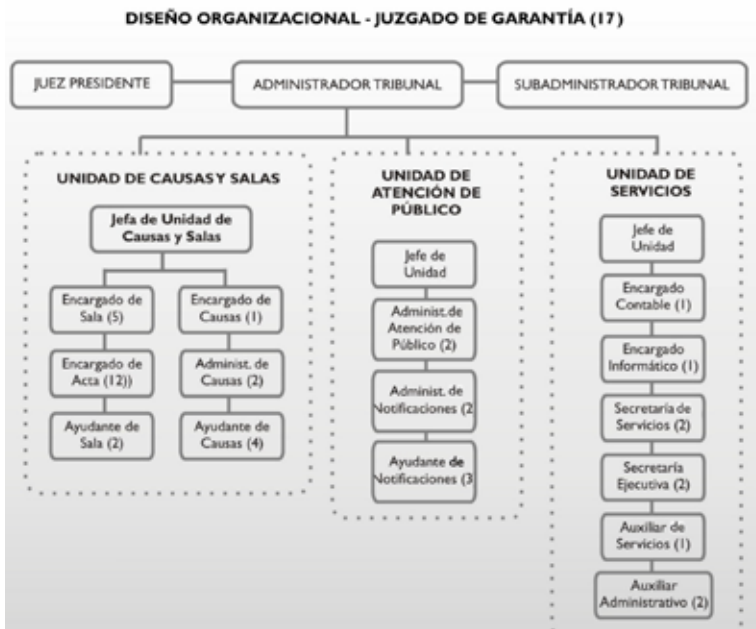 DISEÑO ORGANIZACIONAL - JUZGADO DE GARANTÍA (17)
JUEZ PRESIDENTE
ADMINISTRADOR TRIBUNAL
SUBADMINISTRADOR TRIBUNAL
UNIDAD DE CAUSAS Y SALAS
Jefa de Unidad de
Causas y Salas
Encargado de
Sala (5)
Encargado de
Acta (12))
Ayudante de
Sala (2)
Encargado de
Causas (1)
Administ. de
Causas (2)
Ayudante de
Causas (4)
UNIDAD DE
ATENCIÓN DE
PÚBLICO
Jefe de
Unidad
Administ. de
Atención de
Público (2)
Administ. de
Notificaciones (2
Ayudante de
Notificaciones (3
UNIDAD DE
SERVICIOS
Jefe de
Unidad
Encargado
Contable (1)
Encargado
Informático (1)
Secretaría de
Servicios (2)
Secretaría
Ejecutiva (2)
Auxiliar de
Servicios (1)
Auxiliar
Administrativo (2)